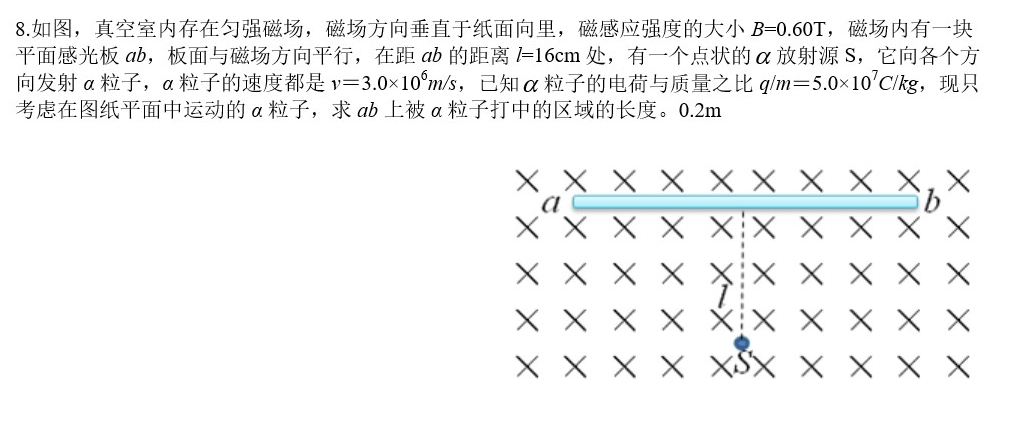 8.如图，真空室内存在匀强磁场，磁场方向垂直于纸面向里，磁感应强度的大小 B=0.60T，磁场内有一块
平面感光板 ab，板面与磁场方向平行，在距 ab 的距离 l=16cm 处，有一个点状的 α 放射源 S，它向各个方
向发射 α 粒子，α 粒子的速度都是 v=3.0×10⁶m/s，已知 α 粒子的电荷与质量之比 q/m=5.0×10⁷C/kg，现只
考虑在图纸平面中运动的 α 粒子，求 ab 上被 α 粒子打中的区域的长度。0.2m
a
b
l
S